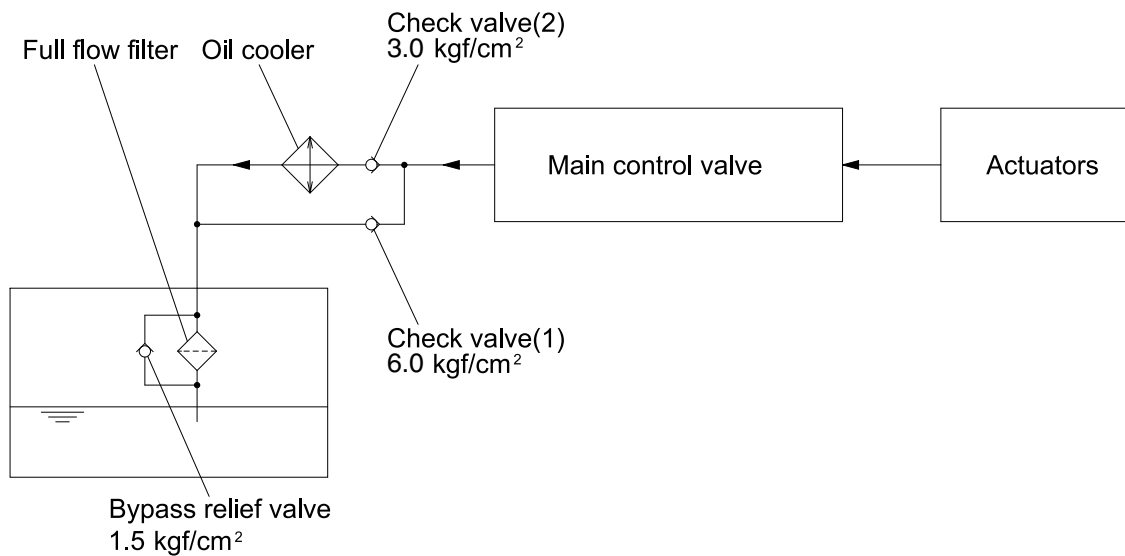 Check valve(2)
3.0 kgf/cm²
Full flow filter
Oil cooler
Main control valve
Actuators
Check valve(1)
6.0 kgf/cm²
Bypass relief valve
1.5 kgf/cm²